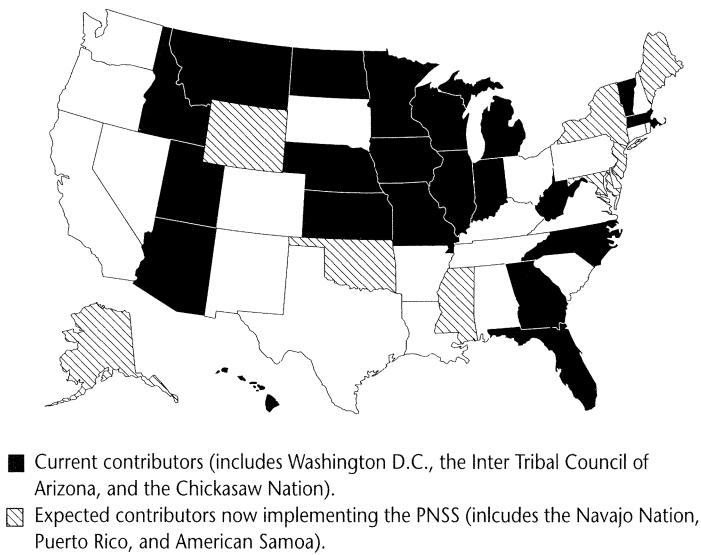 Current contributors (includes Washington D.C., the Inter Tribal Council of
Arizona, and the Chickasaw Nation).
Expected contributors now implementing the PNSS (inlcudes the Navajo Nation,
Puerto Rico, and American Samoa).